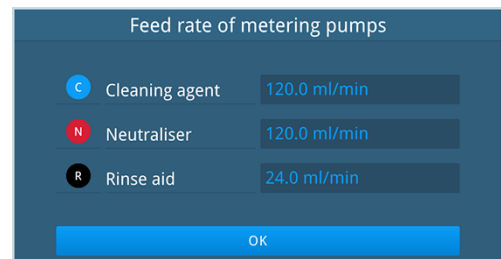 Feed rate of metering pumps
C Cleaning agent 120.0 ml/min
N Neutraliser 120.0 ml/min
R Rinse aid 24.0 ml/min
OK